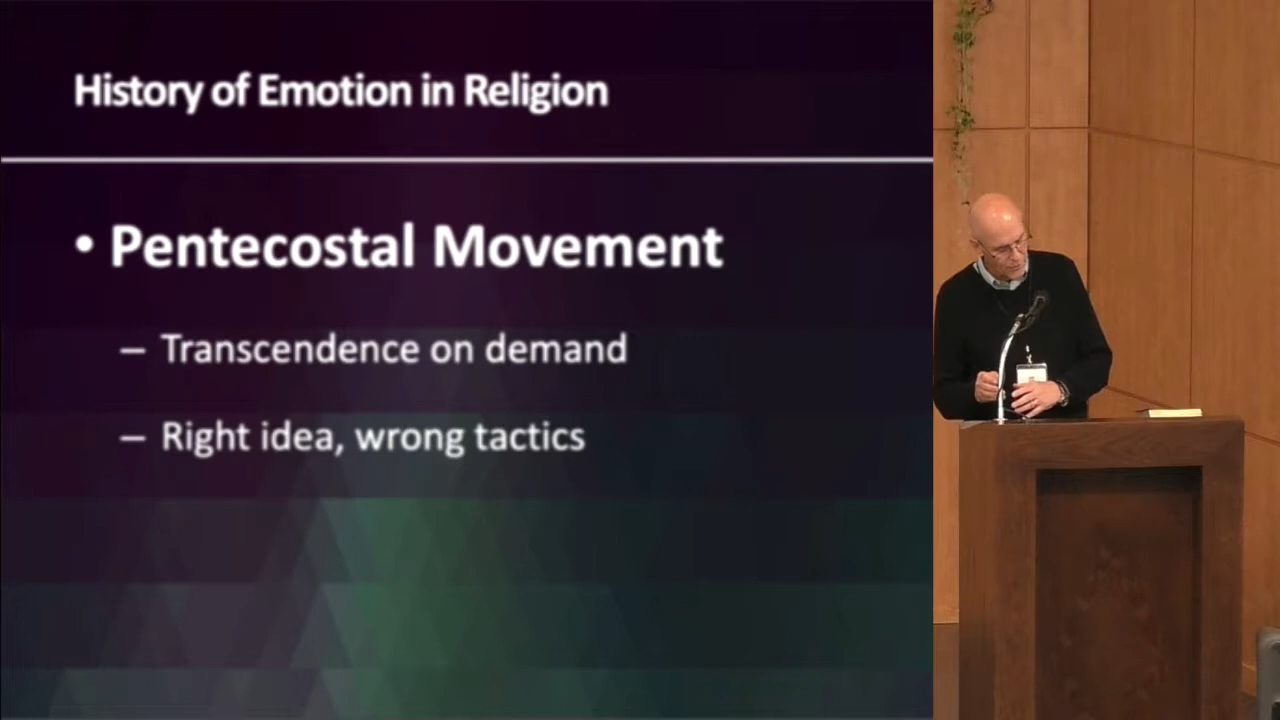 History of Emotion in Religion
• Pentecostal Movement
– Transcendence on demand
– Right idea, wrong tactics